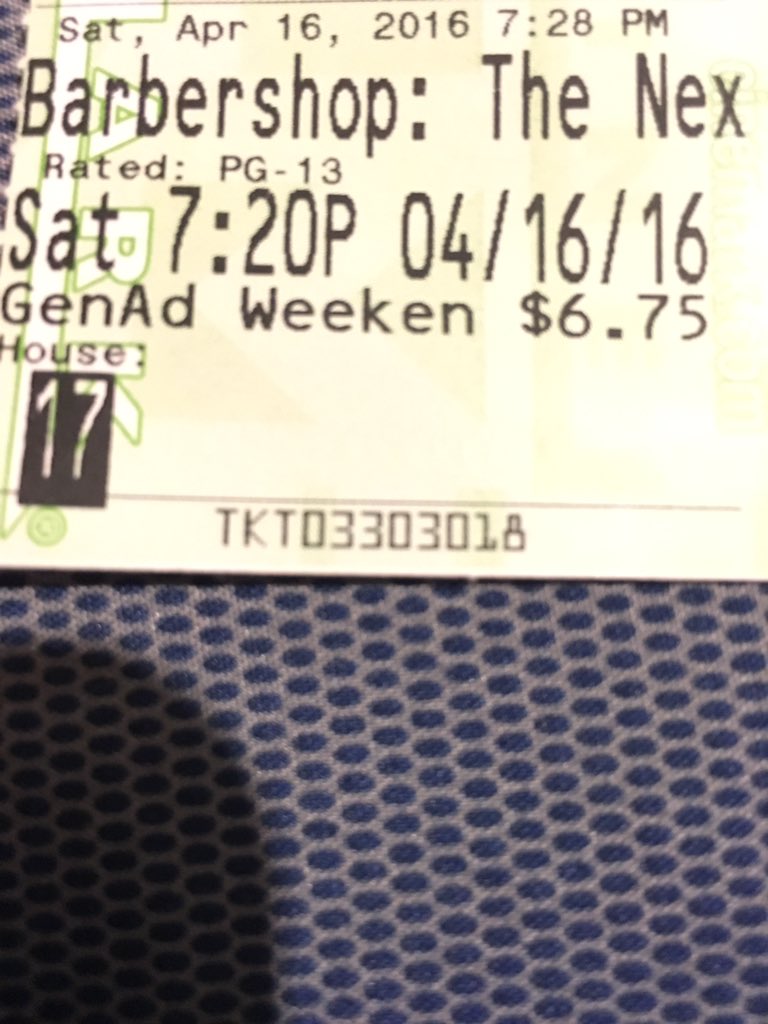 Sat, Apr 16, 2016 7:28 PM
Barbershop: The Nex
Rated: PG-13
Sat 7:20P 04/16/16
GenAd Weeken $6.75
House:
17
TKT03303018